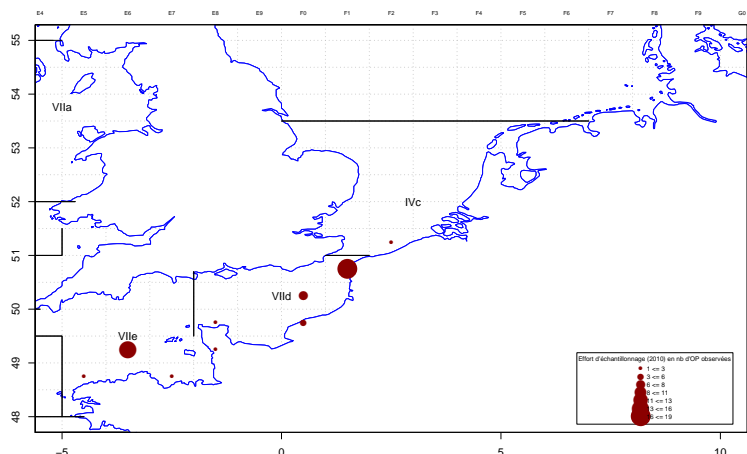 E4 E5 E6 E7 E8 E9 F0 F1 F2 F3 F4 F5 F6 F7 F8 F9 G0
55
54
53
52
51
50
49
48
VIIa
IVc
VIId
VIIe
Effort d'échantillonnage (2010) en nb d'OP observées
1 <= 3
3 <= 6
6 <= 8
8 <= 11
11 <= 13
13 <= 16
16 <= 19
−5 0 5 10